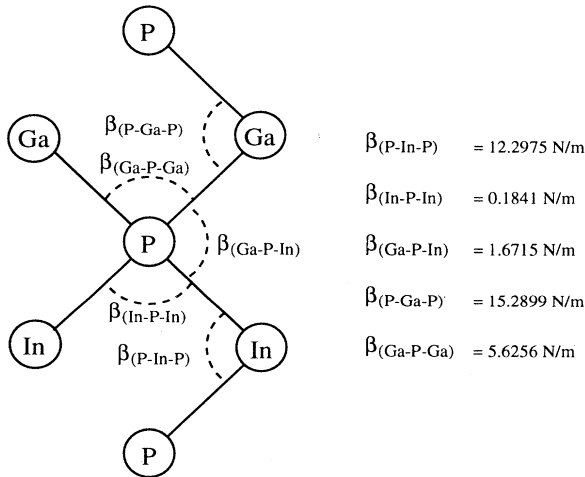 P
Ga
Ga
β(P-Ga-P)
β(Ga-P-Ga)
P
β(Ga-P-In)
β(In-P-In)
In
In
β(P-In-P)
P
β(P-In-P) = 12.2975 N/m
β(In-P-In) = 0.1841 N/m
β(Ga-P-In) = 1.6715 N/m
β(P-Ga-P) = 15.2899 N/m
β(Ga-P-Ga) = 5.6256 N/m